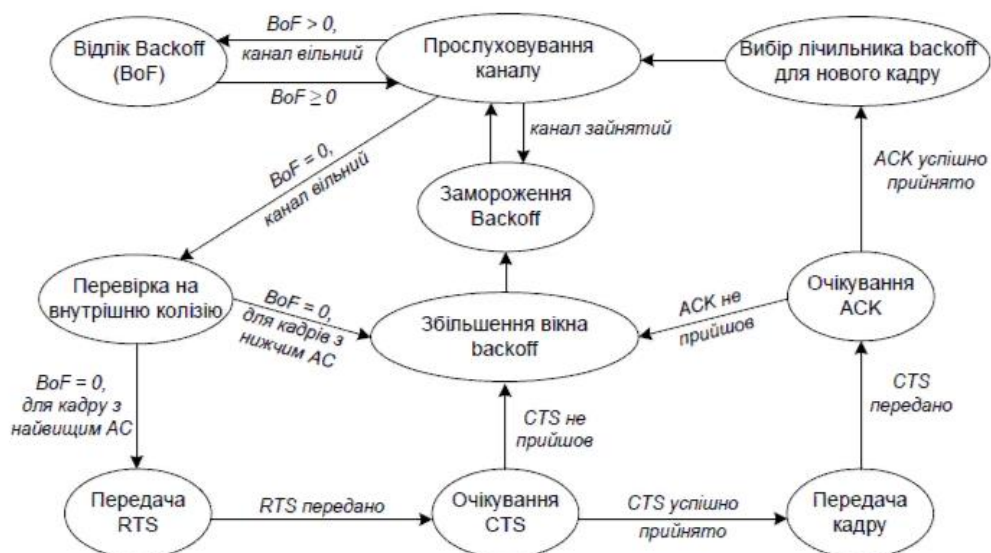 Відлік Backoff
(BoF)
BoF > 0,
канал вільний
BoF ≥ 0
Прослуховування
каналу
Вибір лічильника backoff
для нового кадру
канал зайнятий
BoF = 0,
канал вільний
Замороження
Backoff
ACK успішно
прийнято
Перевірка на
внутрішню колізію
BoF = 0,
для кадрів з
нижчим AC
Збільшення вікна
backoff
ACK не
прийшов
Очікування
ACK
BoF = 0,
для кадру з
найвищим AC
CTS не
прийшов
CTS
передано
Передача
RTS
RTS передано
Очікування
CTS
CTS успішно
прийнято
Передача
кадру